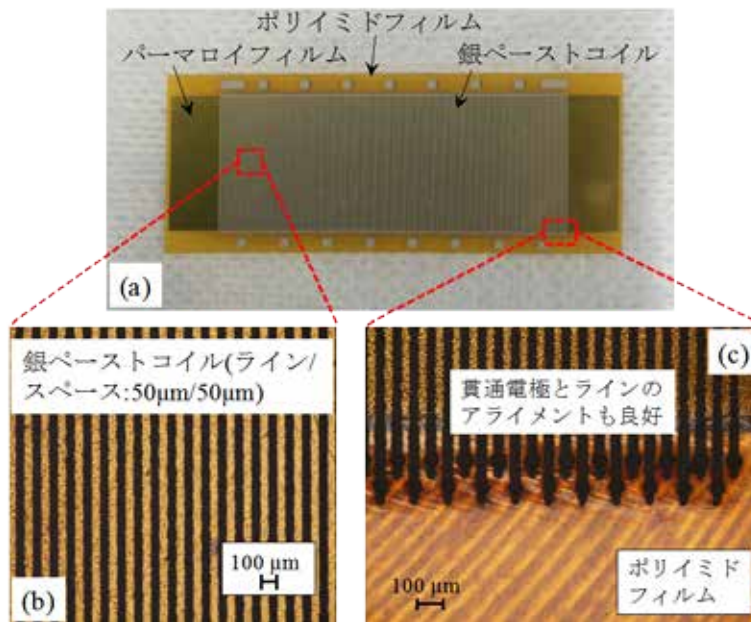 ポリイミドフィルム
パーマロイフィルム
銀ペーストコイル
(a)
銀ペーストコイル(ライン/
スペース:50μm/50μm)
100 μm
(b)
(c)
貫通電極とラインの
アライメントも良好
100 μm
ポリイミド
フィルム